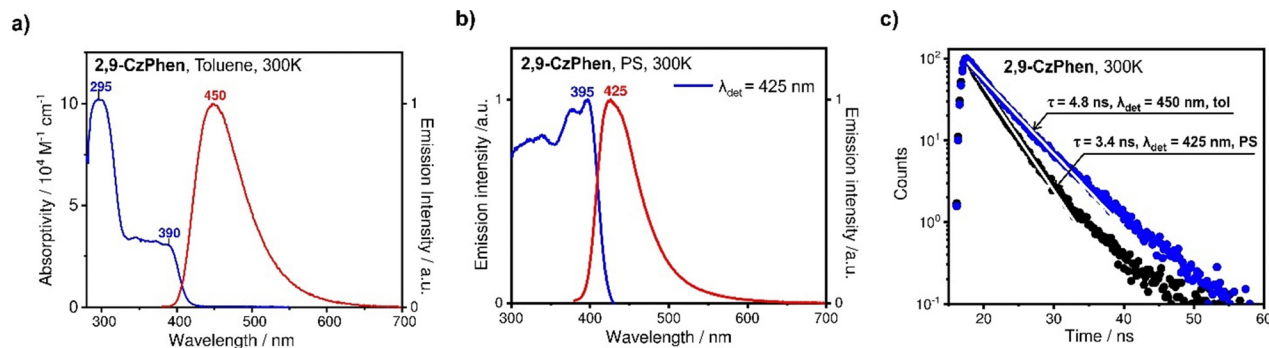 a)
2,9-CzPhen, Toluene, 300K
295
450
390
10
5
0
1
0
300 400 500 600 700
Absorptivity / 10⁴ M⁻¹ cm⁻¹
Emission Intensity / a.u.
Wavelength / nm
b)
2,9-CzPhen, PS, 300K
395
425
λdet = 425 nm
1
0
1
0
300 400 500 600 700
Emission intensity /a.u.
Emission intensity /a.u.
Wavelength / nm
c)
2,9-CzPhen, 300K
τ = 4.8 ns, λdet = 450 nm, tol
τ = 3.4 ns, λdet = 425 nm, PS
10²
10¹
10⁰
10⁻¹
20 30 40 50 60
Counts
Time / ns